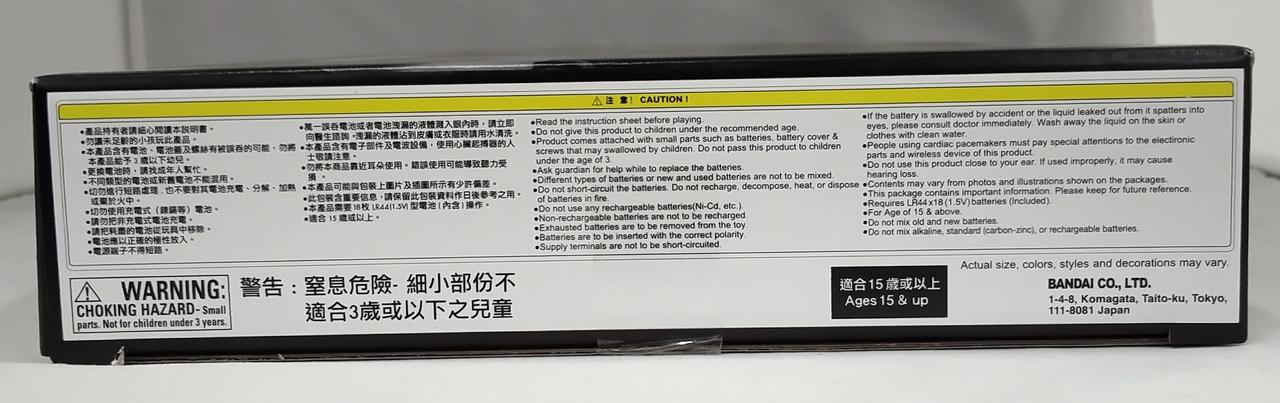 ⚠注 意! CAUTION!
•產品持有者請細心閱讀本說明書。
•勿讓未足齡的小孩玩此產品。
•本產品含有電池、電池蓋及螺絲有被誤吞的可能，勿將
本產品給予3歲以下幼兒。
•更換電池時，請找成年人幫忙。
•不同類型的電池或新舊電池不能混用。
•切勿進行短路處理，也不要對其電池充電、分解、加熱
或棄於火中。
•切勿使用充電式（鎳鎘等）電池。
•請勿把非充電式電池充電。
•請把耗盡的電池從玩具中移除。
•電池應以正確的極性放入。
•電源端子不得短路。
•萬一誤吞電池或者電池洩漏的液體濺入眼內時，請立即
向醫生諮詢。洩漏的液體沾到皮膚或衣服時請用水清洗。
•本產品含有電子部件及電波設備，使用心臟起搏器的人
士敬請注意。
•勿將本商品靠近耳朵使用。錯誤使用可能導致聽力受
損。
•本產品可能與包裝上圖片及插圖所示有少許偏差。
•此包裝含重要信息，請保留此包裝資料作日後參考之用。
•本產品需要18枚LR44(1.5V)型電池(內含)操作。
•適合15歲或以上。
•Read the instruction sheet before playing.
•Do not give this product to children under the recommended age.
•Product comes attached with small parts such as batteries, battery cover &
screws that may swallowed by children. Do not pass this product to children
under the age of 3.
•Ask guardian for help while to replace the batteries.
•Different types of batteries or new and used batteries are not to be mixed.
•Do not short-circuit the batteries. Do not recharge, decompose, heat, or dispose
of batteries in fire.
•Do not use any rechargeable batteries(Ni-Cd, etc.).
•Non-rechargeable batteries are not to be recharged.
•Exhausted batteries are to be removed from the toy.
•Batteries are to be inserted with the correct polarity.
•Supply terminals are not to be short-circuited.
•If the battery is swallowed by accident or the liquid leaked out from it spatters into
eyes, please consult doctor immediately. Wash away the liquid on the skin or
clothes with clean water.
•People using cardiac pacemakers must pay special attentions to the electronic
parts and wireless device of this product.
•Do not use this product close to your ear. If used improperly, it may cause
hearing loss.
•Contents may vary from photos and illustrations shown on the packages.
•This package contains important information. Please keep for future reference.
•Requires LR44x18 (1.5V) batteries (Included).
•For Age of 15 & above.
•Do not mix old and new batteries.
•Do not mix alkaline, standard (carbon-zinc), or rechargeable batteries.
⚠ WARNING:
CHOKING HAZARD- Small
parts. Not for children under 3 years.
警告：窒息危險- 細小部份不
適合3歲或以下之兒童
適合15歲或以上
Ages 15 & up
Actual size, colors, styles and decorations may vary.
BANDAI CO., LTD.
1-4-8, Komagata, Taito-ku, Tokyo,
111-8081 Japan